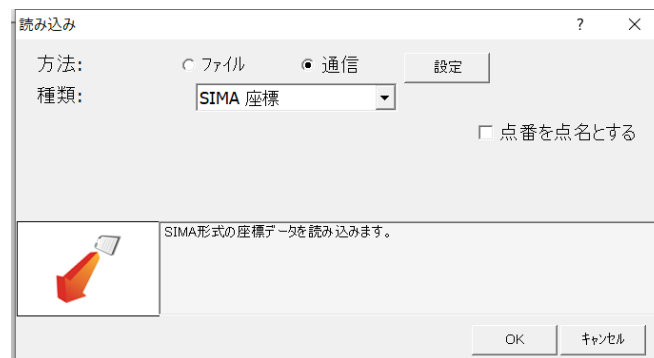 読み込み ? ×
方法: ファイル 通信 設定
種類: SIMA 座標
点番を点名とする
SIMA形式の座標データを読み込みます。
OK キャンセル